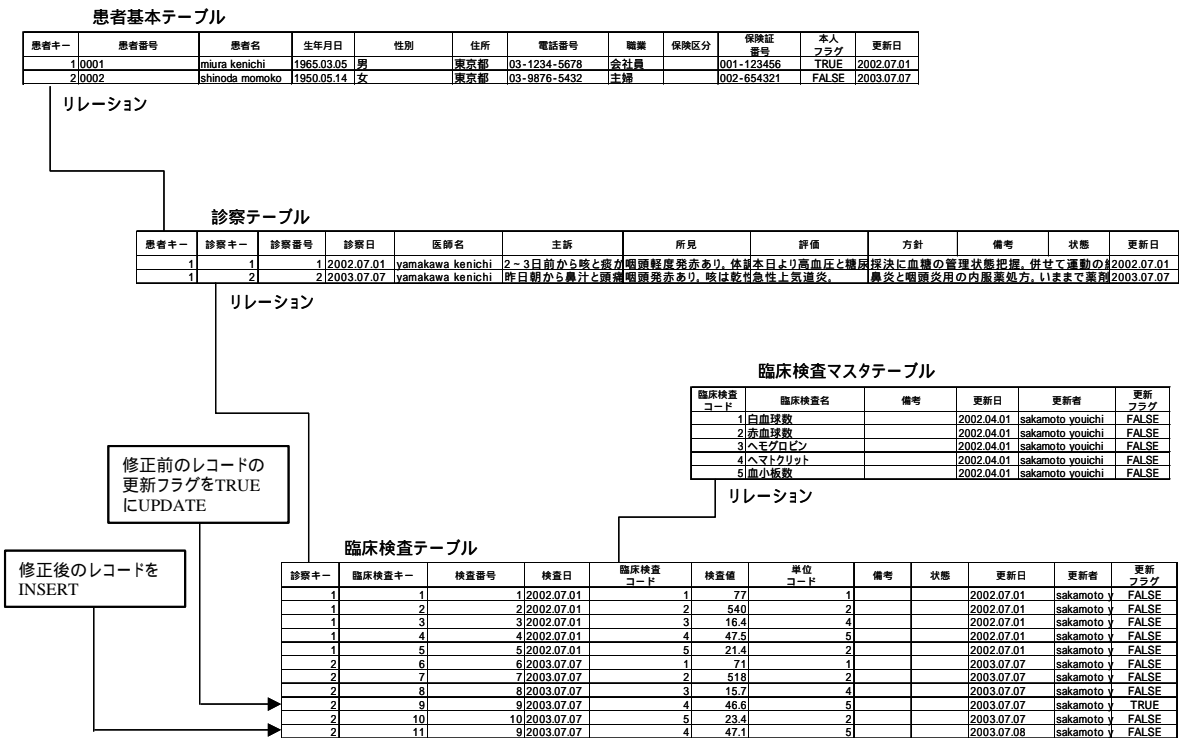 患者基本テーブル
患者キー 患者番号 患者名 生年月日 性別 住所 電話番号 職業 保険区分 保険証番号 本人フラグ 更新日
1 0001 miura kenichi 1965.03.05 男 東京都 03-1234-5678 会社員 001-123456 TRUE 2002.07.01
2 0002 shinoda momoko 1950.05.14 女 東京都 03-9876-5432 主婦 002-654321 FALSE 2003.07.07
リレーション
診察テーブル
患者キー 診察キー 診察番号 診察日 医師名 主訴 所見 評価 方針 備考 状態 更新日
1 1 1 2002.07.01 yamakawa kenichi 2~3日前から咳と痰が 咽頭軽度発赤あり。体 本日より高血圧と糖尿 採決に血糖の管理状態把握。併せて運動の 2002.07.01
1 2 2 2003.07.07 yamakawa kenichi 昨日朝から鼻汁と頭痛 咽頭発赤あり。咳は乾性 急性上気道炎。 鼻炎と咽頭炎用の内服薬処方。いままで薬剤 2003.07.07
リレーション
臨床検査マスタテーブル
臨床検査コード 臨床検査名 備考 更新日 更新者 更新フラグ
1 白血球数 2002.04.01 sakamoto youichi FALSE
2 赤血球数 2002.04.01 sakamoto youichi FALSE
3 ヘモグロビン 2002.04.01 sakamoto youichi FALSE
4 ヘマトクリット 2002.04.01 sakamoto youichi FALSE
5 血小板数 2002.04.01 sakamoto youichi FALSE
リレーション
修正前のレコードの
更新フラグをTRUE
にUPDATE
修正後のレコードを
INSERT
臨床検査テーブル
診察キー 臨床検査キー 検査番号 検査日 臨床検査コード 検査値 単位コード 備考 状態 更新日 更新者 更新フラグ
1 1 1 2002.07.01 1 77 1 2002.07.01 sakamoto y FALSE
1 2 2 2002.07.01 2 540 2 2002.07.01 sakamoto y FALSE
1 3 3 2002.07.01 3 16.4 4 2002.07.01 sakamoto y FALSE
1 4 4 2002.07.01 4 47.5 5 2002.07.01 sakamoto y FALSE
1 5 5 2002.07.01 5 21.4 2 2002.07.01 sakamoto y FALSE
2 6 6 2003.07.07 1 71 1 2003.07.07 sakamoto y FALSE
2 7 7 2003.07.07 2 518 2 2003.07.07 sakamoto y FALSE
2 8 8 2003.07.07 3 15.7 4 2003.07.07 sakamoto y FALSE
2 9 9 2003.07.07 4 46.6 5 2003.07.07 sakamoto y TRUE
2 10 10 2003.07.07 5 23.4 2 2003.07.07 sakamoto y FALSE
2 11 9 2003.07.07 4 47.1 5 2003.07.08 sakamoto y FALSE